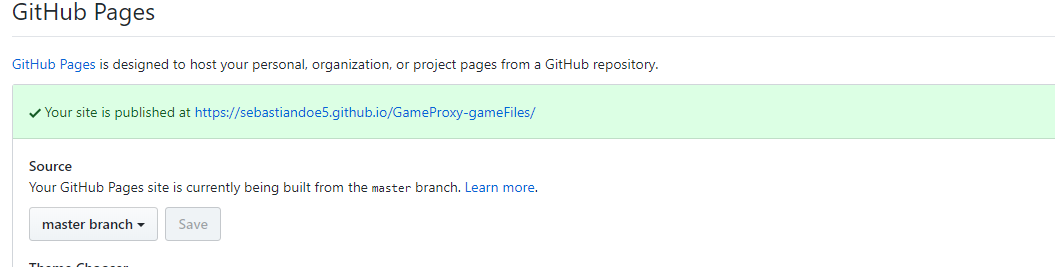 GitHub Pages
GitHub Pages is designed to host your personal, organization, or project pages from a GitHub repository.
✓ Your site is published at https://sebastiandoe5.github.io/GameProxy-gameFiles/
Source
Your GitHub Pages site is currently being built from the master branch. Learn more.
master branch Save
Theme Chooser